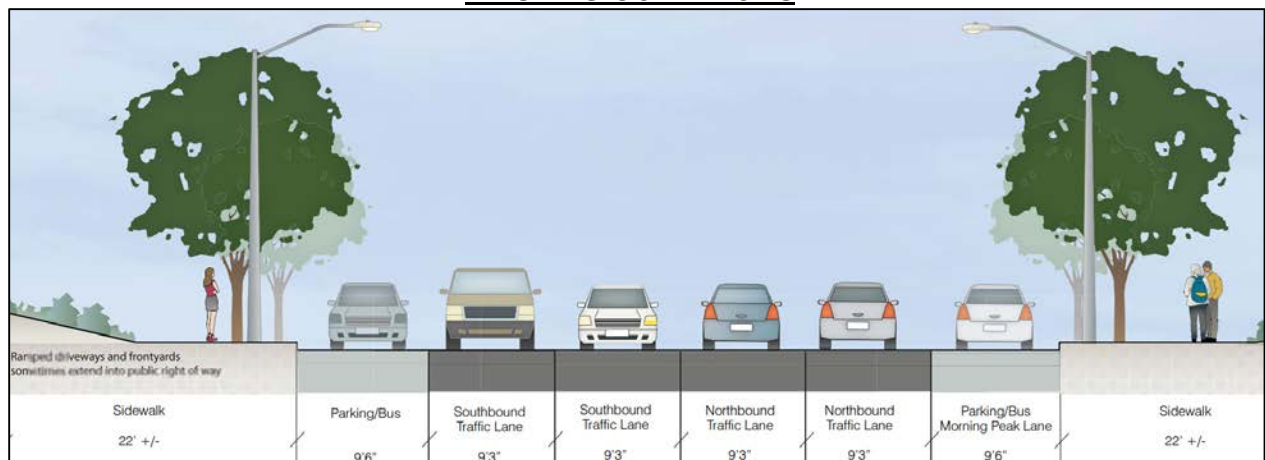 Ramped driveways and frontyards
sometimes extend into public right of way
Sidewalk
22' +/-
Parking/Bus
9'6"
Southbound
Traffic Lane
9'3"
Southbound
Traffic Lane
9'3"
Northbound
Traffic Lane
9'3"
Northbound
Traffic Lane
9'3"
Parking/Bus
Morning Peak Lane
9'6"
Sidewalk
22' +/-